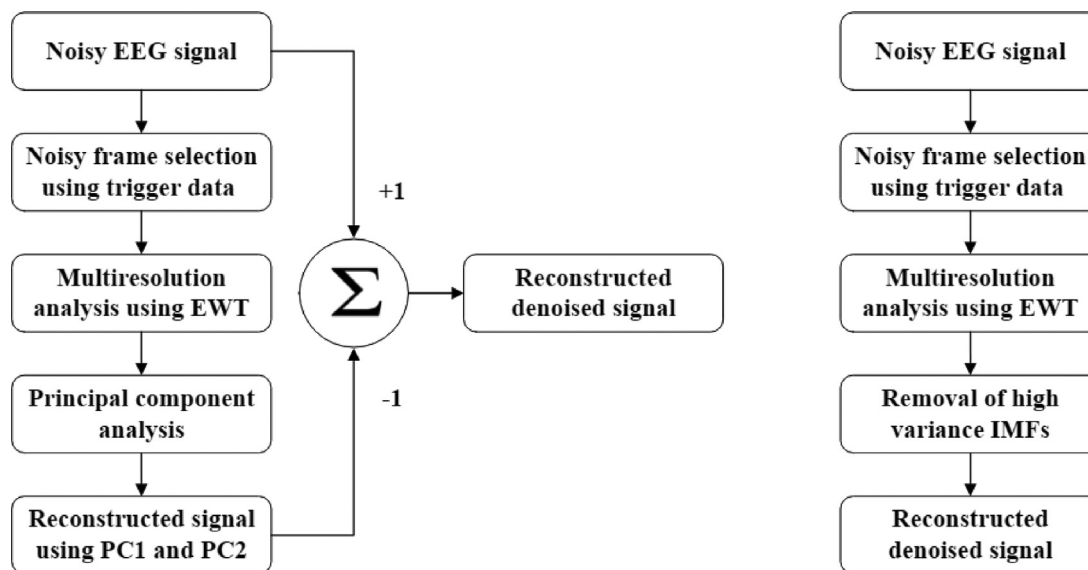 Noisy EEG signal
Noisy frame selection
using trigger data
Multiresolution
analysis using EWT
Principal component
analysis
Reconstructed signal
using PC1 and PC2
+1
-1
Σ
Reconstructed
denoised signal
Noisy EEG signal
Noisy frame selection
using trigger data
Multiresolution
analysis using EWT
Removal of high
variance IMFs
Reconstructed
denoised signal